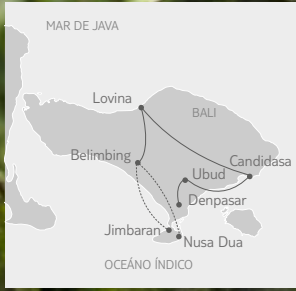 MAR DE JAVA
Lovina
BALI
Belimbing
Candidasa
Ubud
Denpasar
Jimbaran
Nusa Dua
OCEÁNO ÍNDICO